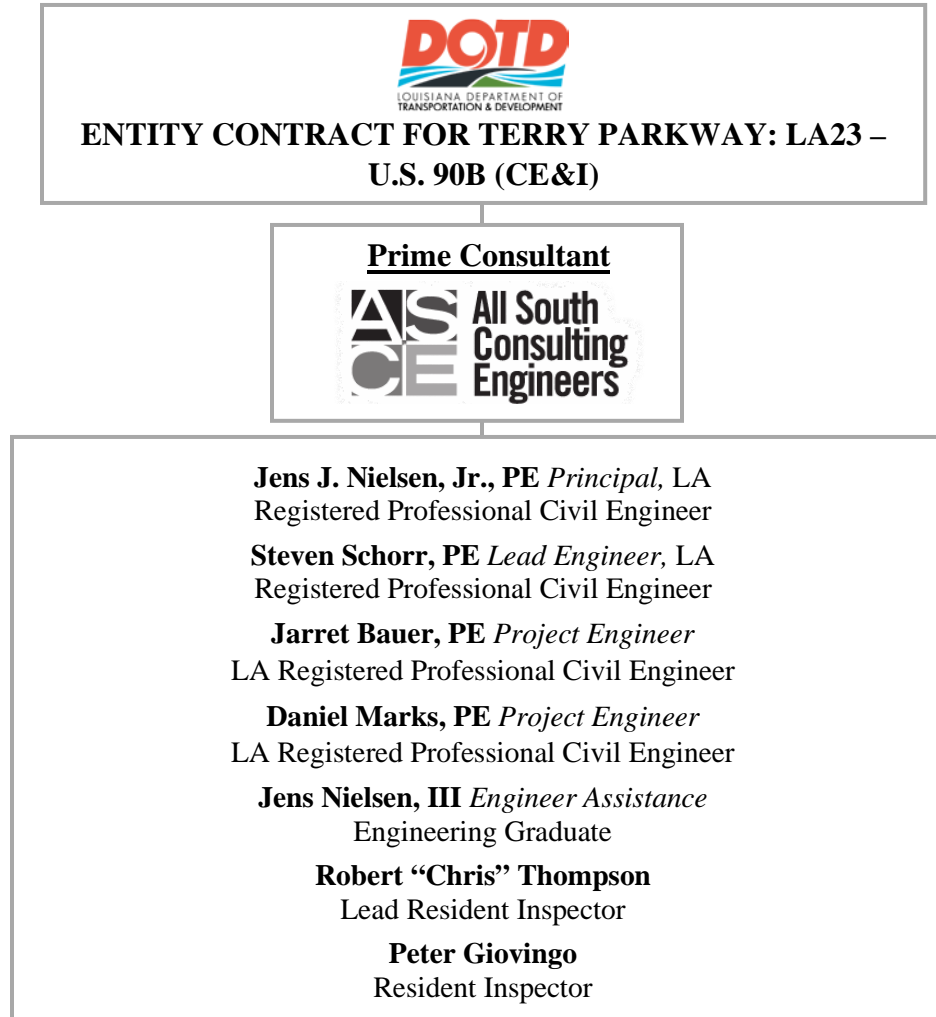 DOTD
LOUISIANA DEPARTMENT OF
TRANSPORTATION & DEVELOPMENT
ENTITY CONTRACT FOR TERRY PARKWAY: LA23 –
U.S. 90B (CE&I)
Prime Consultant
AS
CE
All South
Consulting
Engineers
Jens J. Nielsen, Jr., PE Principal, LA
Registered Professional Civil Engineer
Steven Schorr, PE Lead Engineer, LA
Registered Professional Civil Engineer
Jarret Bauer, PE Project Engineer
LA Registered Professional Civil Engineer
Daniel Marks, PE Project Engineer
LA Registered Professional Civil Engineer
Jens Nielsen, III Engineer Assistance
Engineering Graduate
Robert “Chris” Thompson
Lead Resident Inspector
Peter Giovingo
Resident Inspector